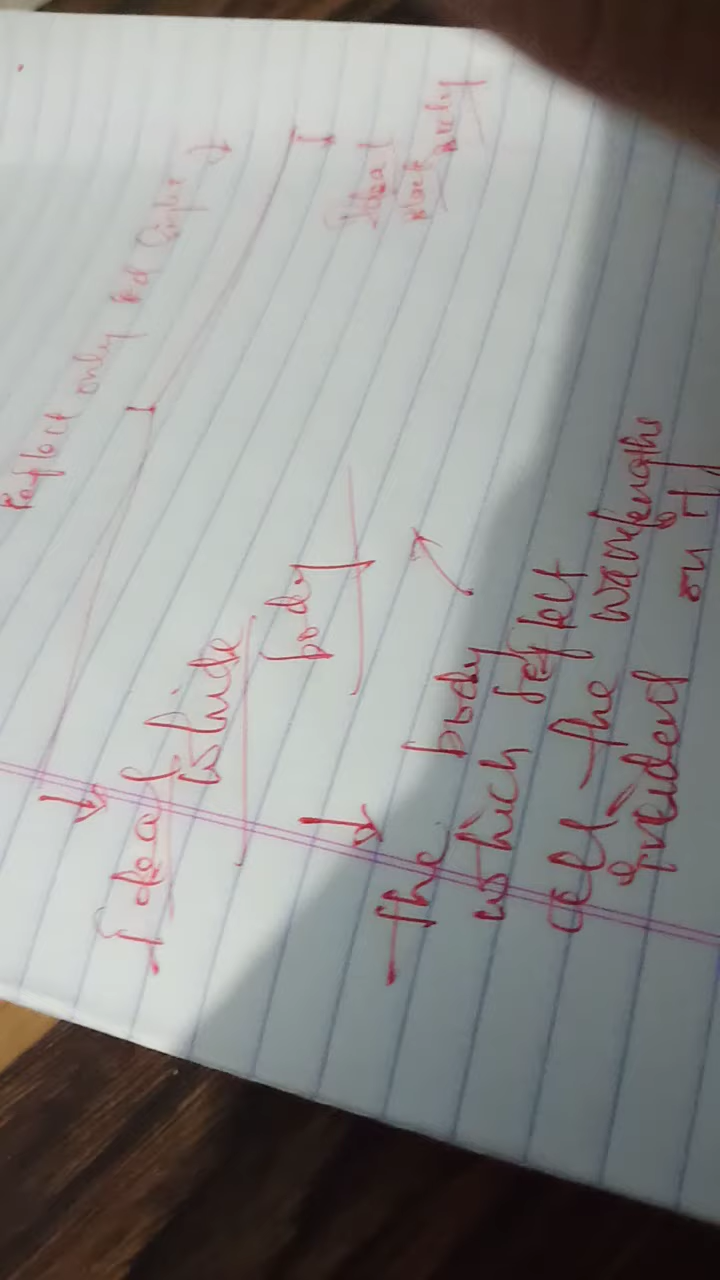 Reflect only red light
Ideal
black
body
Ideal
white
body
The body
which reflect
all the wavelengths
incident on it